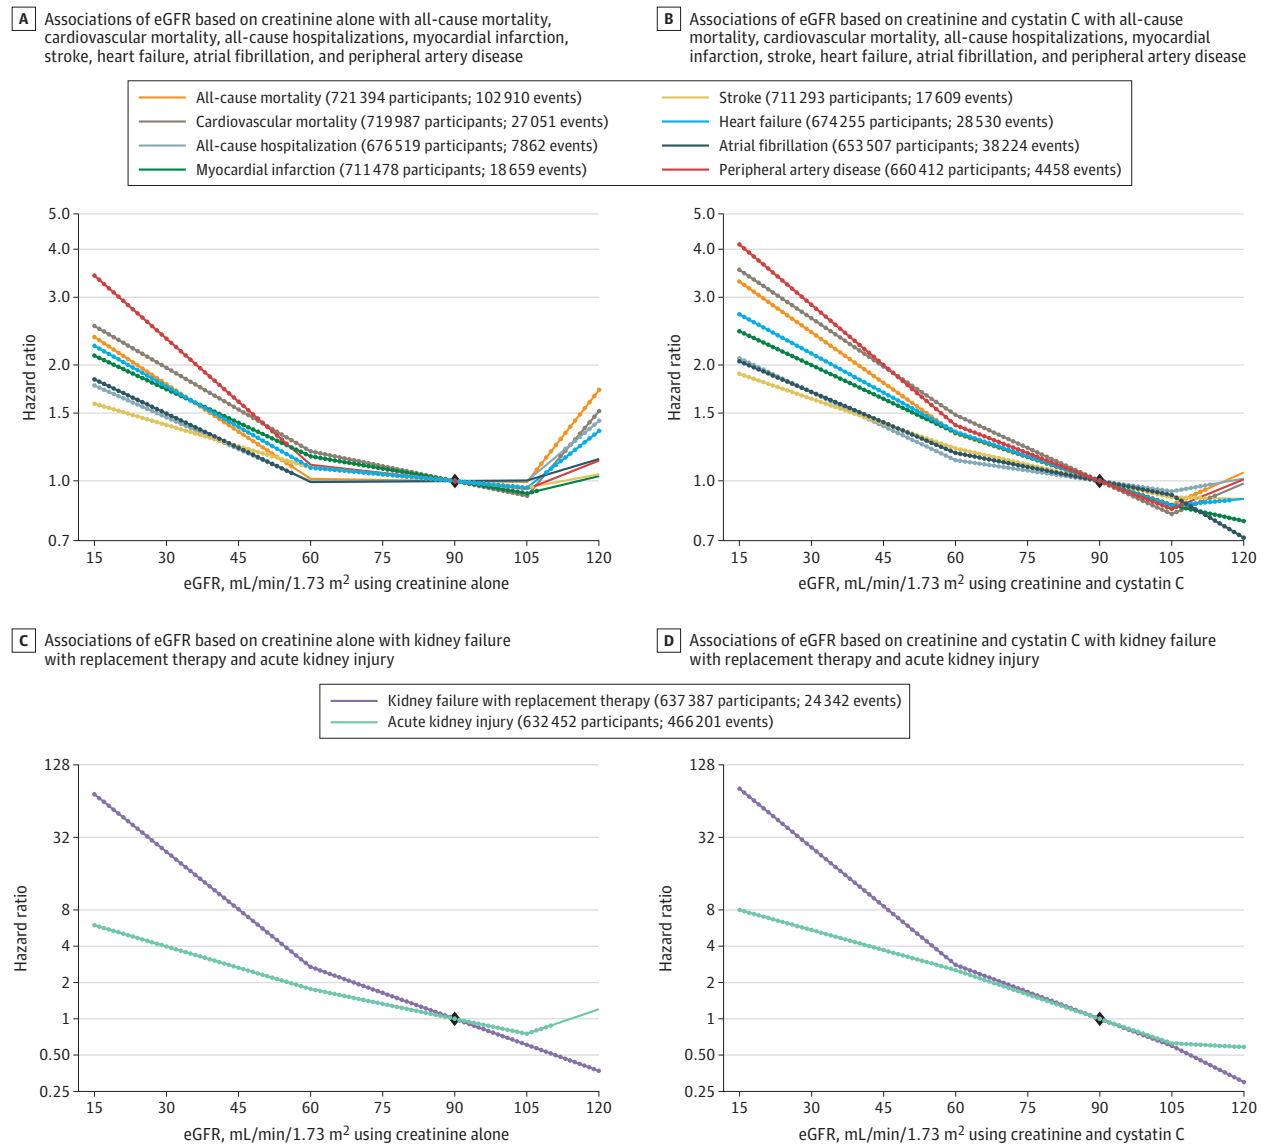 A Associations of eGFR based on creatinine alone with all-cause mortality,
cardiovascular mortality, all-cause hospitalizations, myocardial infarction,
stroke, heart failure, atrial fibrillation, and peripheral artery disease
B Associations of eGFR based on creatinine and cystatin C with all-cause
mortality, cardiovascular mortality, all-cause hospitalizations, myocardial
infarction, stroke, heart failure, atrial fibrillation, and peripheral artery disease
All-cause mortality (721 394 participants; 102 910 events)
Cardiovascular mortality (719 987 participants; 27 051 events)
All-cause hospitalization (676 519 participants; 7862 events)
Myocardial infarction (711 478 participants; 18 659 events)
Stroke (711 293 participants; 17 609 events)
Heart failure (674 255 participants; 28 530 events)
Atrial fibrillation (653 507 participants; 38 224 events)
Peripheral artery disease (660 412 participants; 4458 events)
Hazard ratio
5.0
4.0
3.0
2.0
1.5
1.0
0.7
15 30 45 60 75 90 105 120
eGFR, mL/min/1.73 m² using creatinine alone
Hazard ratio
5.0
4.0
3.0
2.0
1.5
1.0
0.7
15 30 45 60 75 90 105 120
eGFR, mL/min/1.73 m² using creatinine and cystatin C
C Associations of eGFR based on creatinine alone with kidney failure
with replacement therapy and acute kidney injury
D Associations of eGFR based on creatinine and cystatin C with kidney failure
with replacement therapy and acute kidney injury
Kidney failure with replacement therapy (637 387 participants; 24 342 events)
Acute kidney injury (632 452 participants; 466 201 events)
Hazard ratio
128
32
8
4
2
1
0.50
0.25
15 30 45 60 75 90 105 120
eGFR, mL/min/1.73 m² using creatinine alone
Hazard ratio
128
32
8
4
2
1
0.50
0.25
15 30 45 60 75 90 105 120
eGFR, mL/min/1.73 m² using creatinine and cystatin C